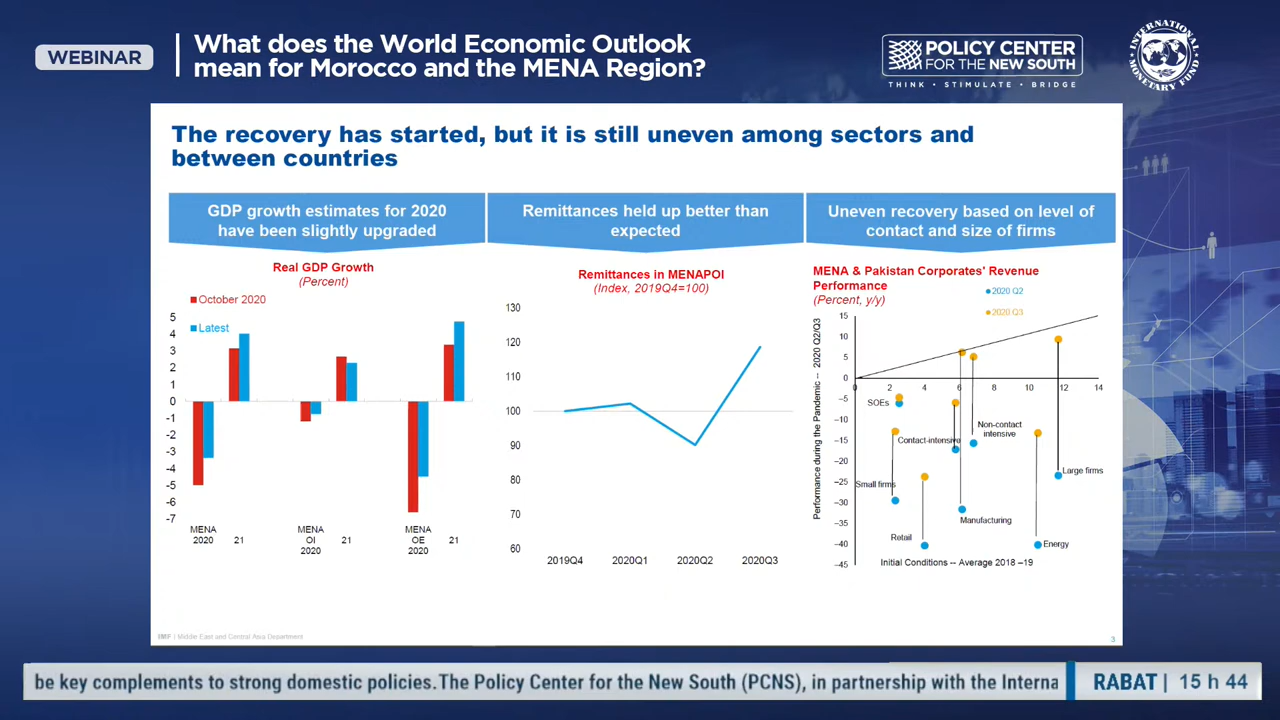 WEBINAR
What does the World Economic Outlook
mean for Morocco and the MENA Region?
POLICY CENTER
FOR THE NEW SOUTH
THINK • STIMULATE • BRIDGE
INTERNATIONAL MONETARY FUND
The recovery has started, but it is still uneven among sectors and
between countries
GDP growth estimates for 2020
have been slightly upgraded
Real GDP Growth
(Percent)
October 2020
Latest
5
4
3
2
1
0
-1
-2
-3
-4
-5
-6
-7
MENA
2020
21
MENA
OI
2020
21
MENA
OE
2020
21
Remittances held up better than
expected
Remittances in MENAPOI
(Index, 2019Q4=100)
130
120
110
100
90
80
70
60
2019Q4 2020Q1 2020Q2 2020Q3
Uneven recovery based on level of
contact and size of firms
MENA & Pakistan Corporates' Revenue
Performance
(Percent, y/y)
2020 Q2
2020 Q3
Performance during the Pandemic -- 2020 Q2/Q3
15
10
5
0
-5
-10
-15
-20
-25
-30
-35
-40
-45
0 2 4 6 8 10 12 14
SOEs
Contact-intensive
Non-contact
intensive
Small firms
Large firms
Manufacturing
Retail
Energy
Initial Conditions -- Average 2018 –19
IMF | Middle East and Central Asia Department
3
be key complements to strong domestic policies.The Policy Center for the New South (PCNS), in partnership with the Interna
RABAT | 15 h 44